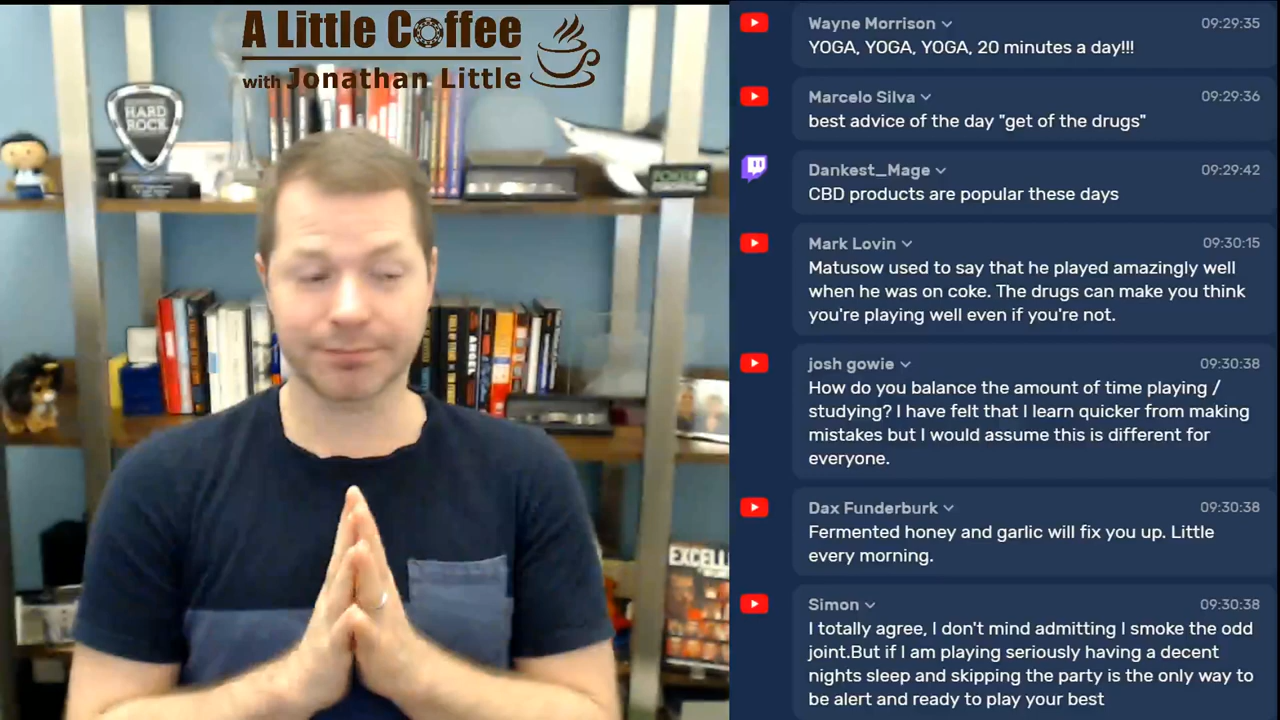 A Little Coffee
with Jonathan Little
HARD
ROCK
ANGEL
EXCELL
Wayne Morrison
09:29:35
YOGA, YOGA, YOGA, 20 minutes a day!!!
Marcelo Silva
09:29:36
best advice of the day "get of the drugs"
Dankest_Mage
09:29:42
CBD products are popular these days
Mark Lovin
09:30:15
Matusow used to say that he played amazingly well
when he was on coke. The drugs can make you think
you're playing well even if you're not.
josh gowie
09:30:38
How do you balance the amount of time playing /
studying? I have felt that I learn quicker from making
mistakes but I would assume this is different for
everyone.
Dax Funderburk
09:30:38
Fermented honey and garlic will fix you up. Little
every morning.
Simon
09:30:38
I totally agree, I don't mind admitting I smoke the odd
joint.But if I am playing seriously having a decent
nights sleep and skipping the party is the only way to
be alert and ready to play your best